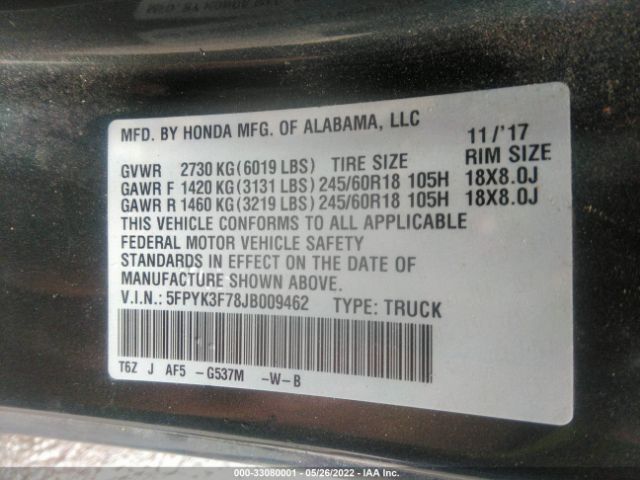 MFD. BY HONDA MFG. OF ALABAMA, LLC 11/'17
GVWR 2730 KG(6019 LBS) TIRE SIZE RIM SIZE
GAWR F 1420 KG(3131 LBS) 245/60R18 105H 18X8.0J
GAWR R 1460 KG(3219 LBS) 245/60R18 105H 18X8.0J
THIS VEHICLE CONFORMS TO ALL APPLICABLE
FEDERAL MOTOR VEHICLE SAFETY
STANDARDS IN EFFECT ON THE DATE OF
MANUFACTURE SHOWN ABOVE.
V.I.N.: 5FPYK3F78JB009462 TYPE: TRUCK
T6Z J AF5 -G537M -W-B
000-33080001 - 05/26/2022 - IAA Inc.